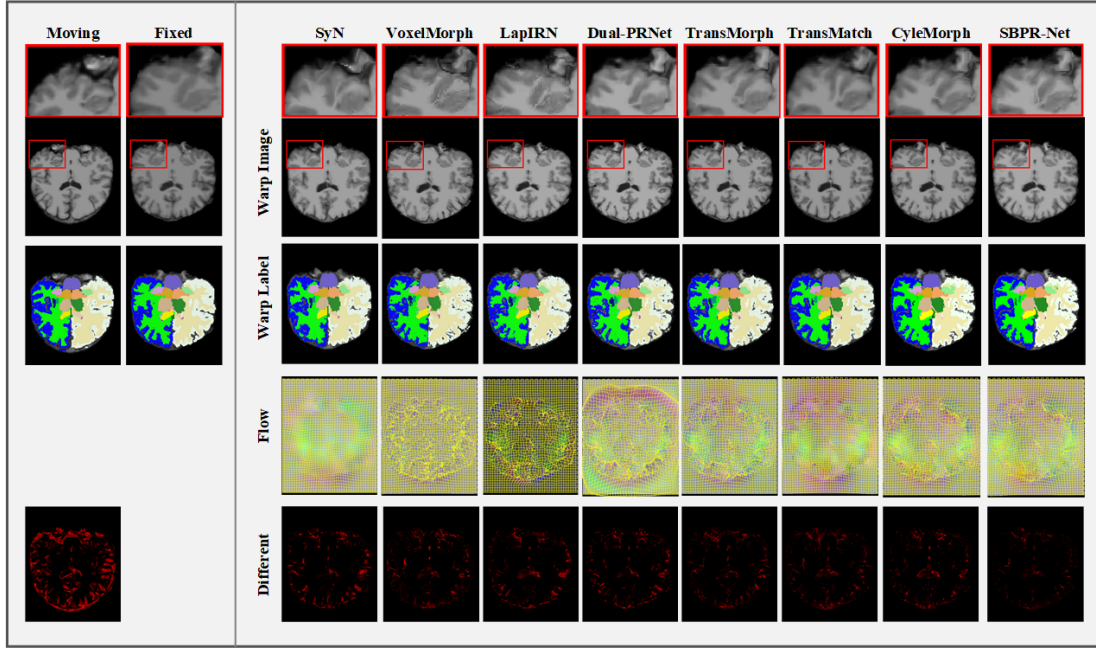 Moving Fixed SyN VoxelMorph LapIRN Dual-PRNet TransMorph TransMatch CyleMorph SBPR-Net
Warp Image
Warp Label
Flow
Different